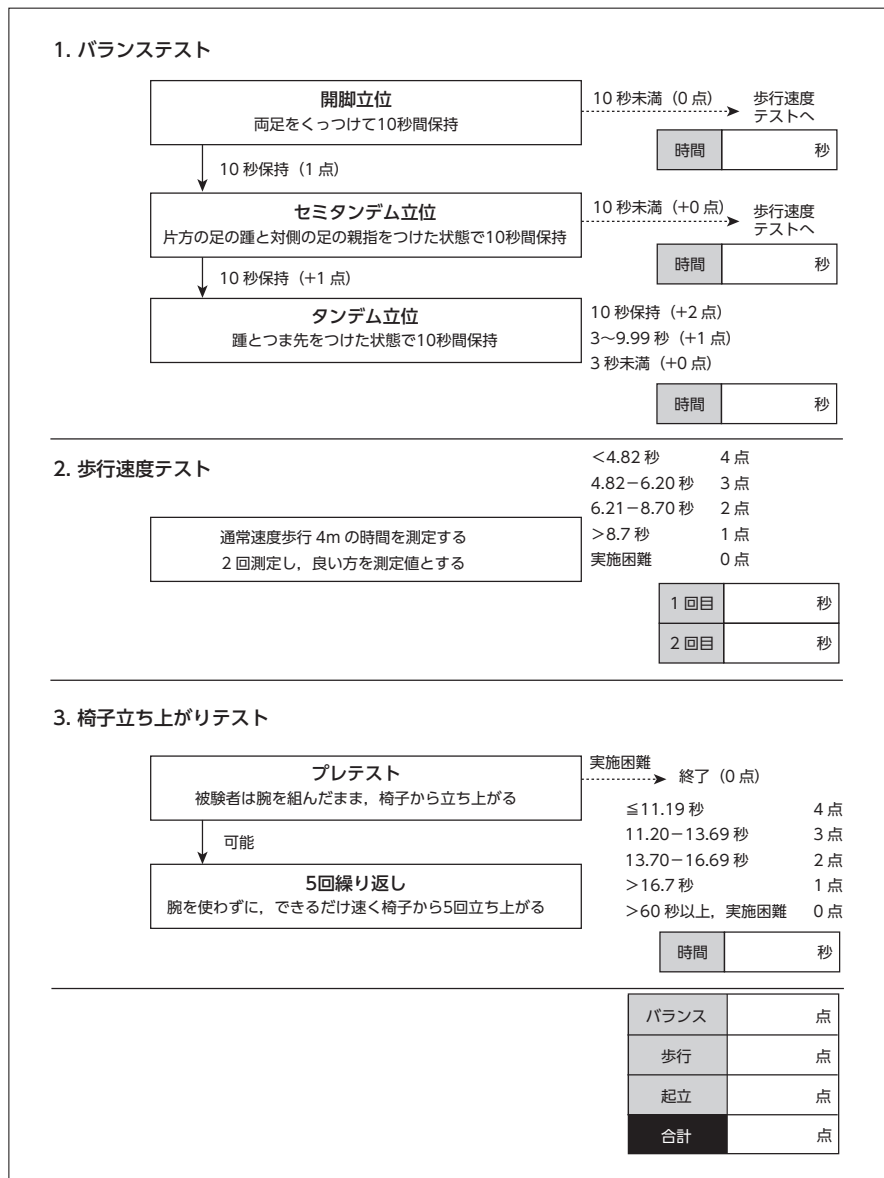 1. バランステスト
開脚立位
両足をくっつけて10秒間保持
10 秒未満（0 点）
歩行速度
テストへ
時間
秒
10 秒保持（1 点）
セミタンデム立位
片方の足の踵と対側の足の親指をつけた状態で10秒間保持
10 秒未満（+0 点）
歩行速度
テストへ
時間
秒
10 秒保持（+1 点）
タンデム立位
踵とつま先をつけた状態で10秒間保持
10 秒保持（+2 点）
3〜9.99 秒（+1 点）
3 秒未満（+0 点）
時間
秒
2. 歩行速度テスト
通常速度歩行 4m の時間を測定する
2 回測定し，良い方を測定値とする
＜4.82 秒 4 点
4.82－6.20 秒 3 点
6.21－8.70 秒 2 点
＞8.7 秒 1 点
実施困難 0 点
1 回目 秒
2 回目 秒
3. 椅子立ち上がりテスト
プレテスト
被験者は腕を組んだまま，椅子から立ち上がる
実施困難
終了（0 点）
可能
5回繰り返し
腕を使わずに，できるだけ速く椅子から5回立ち上がる
≦11.19 秒 4 点
11.20－13.69 秒 3 点
13.70－16.69 秒 2 点
＞16.7 秒 1 点
＞60 秒以上，実施困難 0 点
時間 秒
バランス 点
歩行 点
起立 点
合計 点